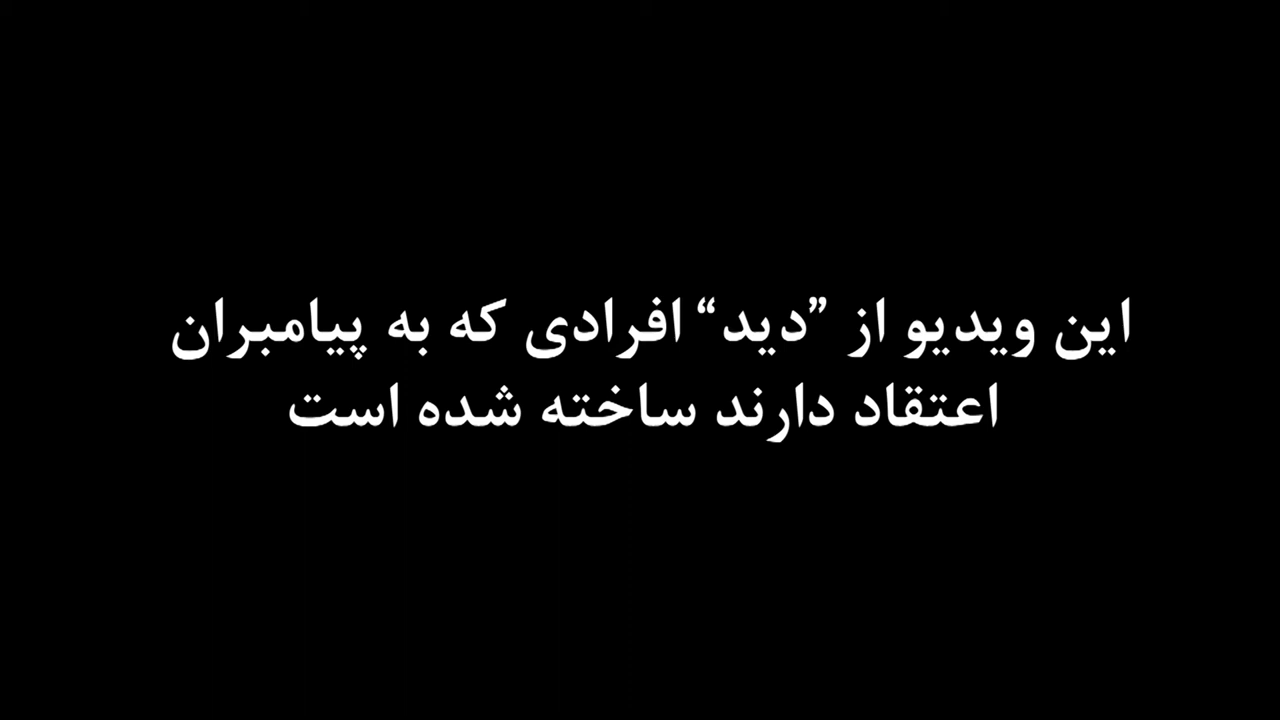 این ویدیو از ”دید“ افرادی که به پیامبران
اعتقاد دارند ساخته شده است